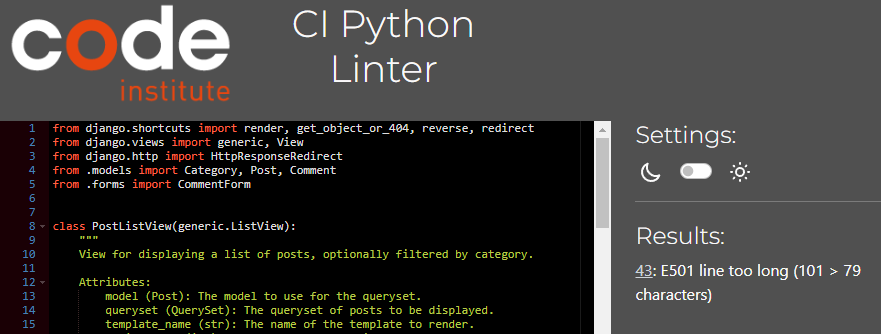 code
institute
CI Python
Linter
1 from django.shortcuts import render, get_object_or_404, reverse, redirect
2 from django.views import generic, View
3 from django.http import HttpResponseRedirect
4 from .models import Category, Post, Comment
5 from .forms import CommentForm
6
7
8 class PostListView(generic.ListView):
9 """
10 View for displaying a list of posts, optionally filtered by category.
11
12 Attributes:
13 model (Post): The model to use for the queryset.
14 queryset (QuerySet): The queryset of posts to be displayed.
15 template_name (str): The name of the template to render.
Settings:
Results:
43: E501 line too long (101 > 79
characters)